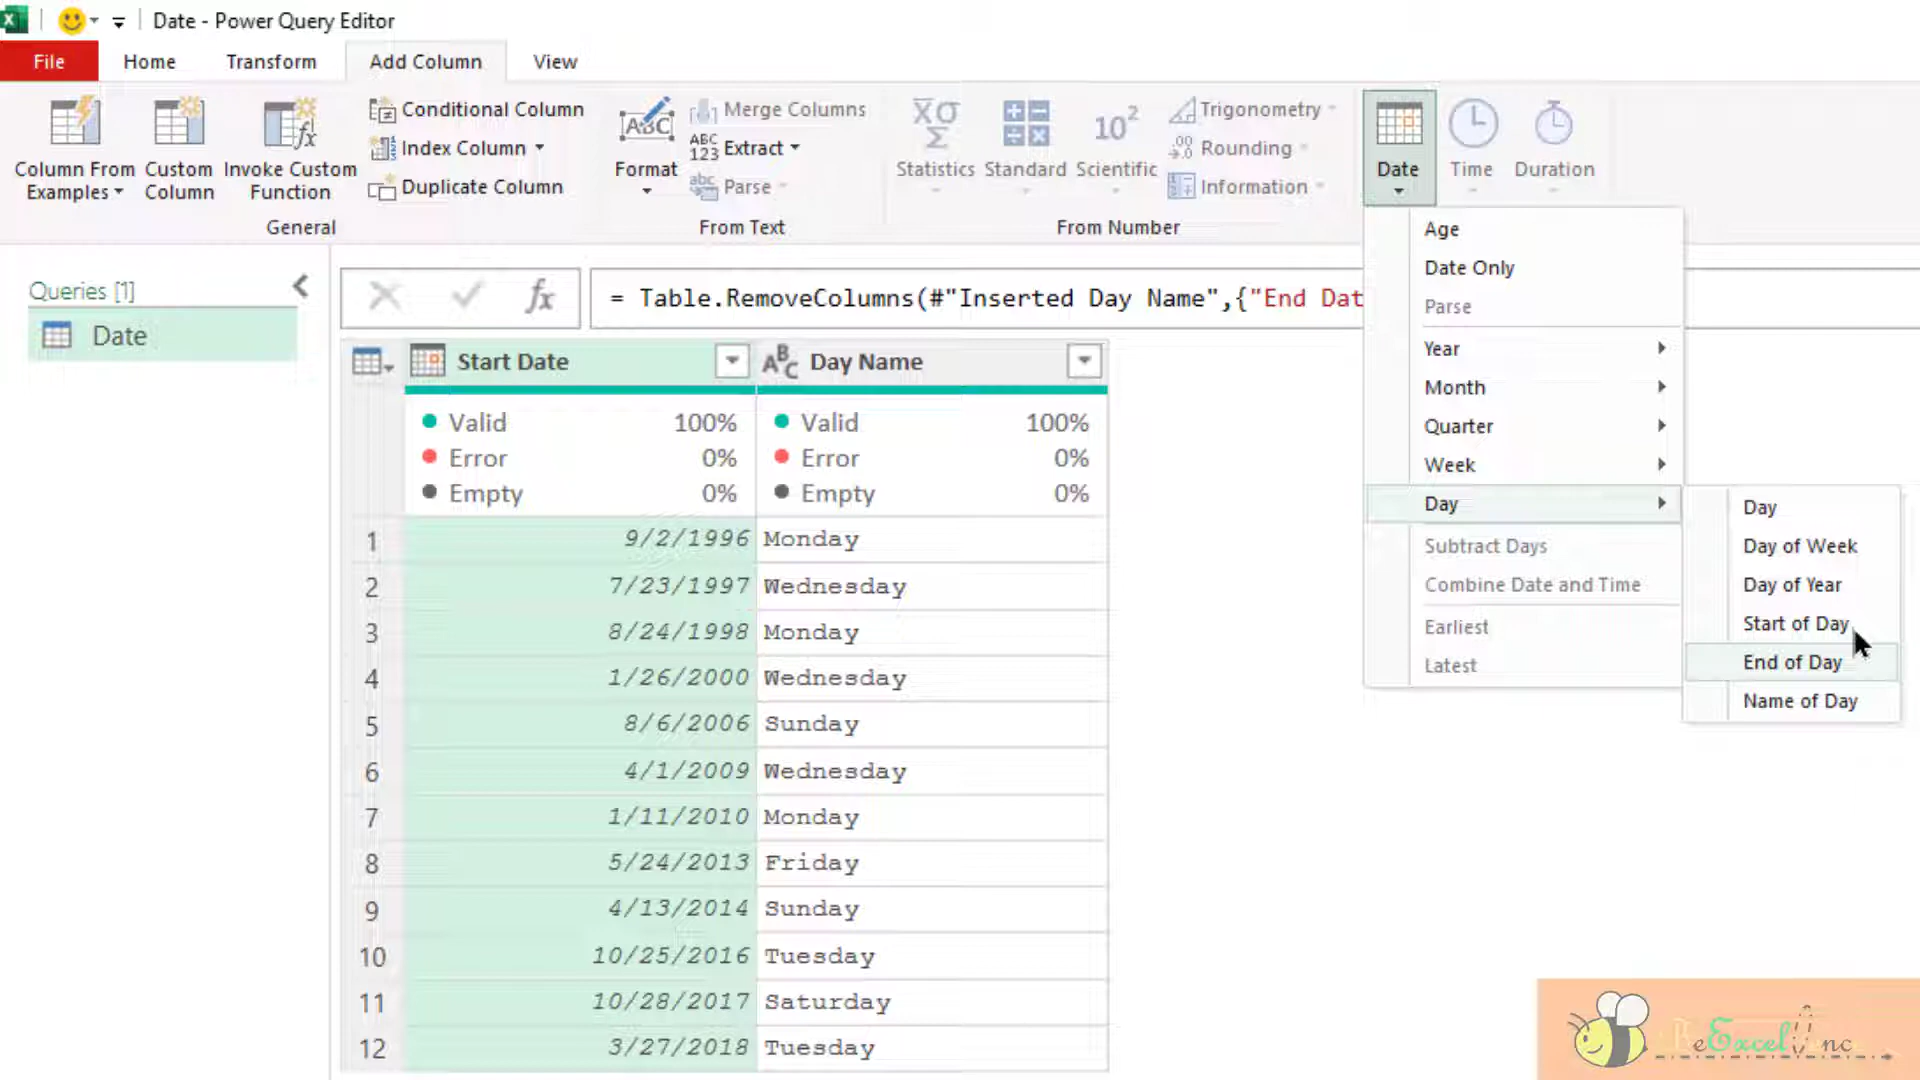 Date - Power Query Editor
File
Home
Transform
Add Column
View
Column From
Examples
Custom
Column
Invoke Custom
Function
Conditional Column
Index Column
Duplicate Column
General
ABC
Format
Merge Columns
ABC
123
Extract
abc
Parse
From Text
Statistics
Standard
10²
Scientific
Trigonometry
.00
Rounding
Information
From Number
Date
Time
Duration
Age
Date Only
Parse
Year
Month
Quarter
Week
Day
Subtract Days
Combine Date and Time
Earliest
Latest
Day
Day of Week
Day of Year
Start of Day
End of Day
Name of Day
Queries [1]
Date
fx
= Table.RemoveColumns(#"Inserted Day Name",{"End Dat
Start Date
ABC Day Name
Valid 100% Valid 100%
Error 0% Error 0%
Empty 0% Empty 0%
1 9/2/1996 Monday
2 7/23/1997 Wednesday
3 8/24/1998 Monday
4 1/26/2000 Wednesday
5 8/6/2006 Sunday
6 4/1/2009 Wednesday
7 1/11/2010 Monday
8 5/24/2013 Friday
9 4/13/2014 Sunday
10 10/25/2016 Tuesday
11 10/28/2017 Saturday
12 3/27/2018 Tuesday